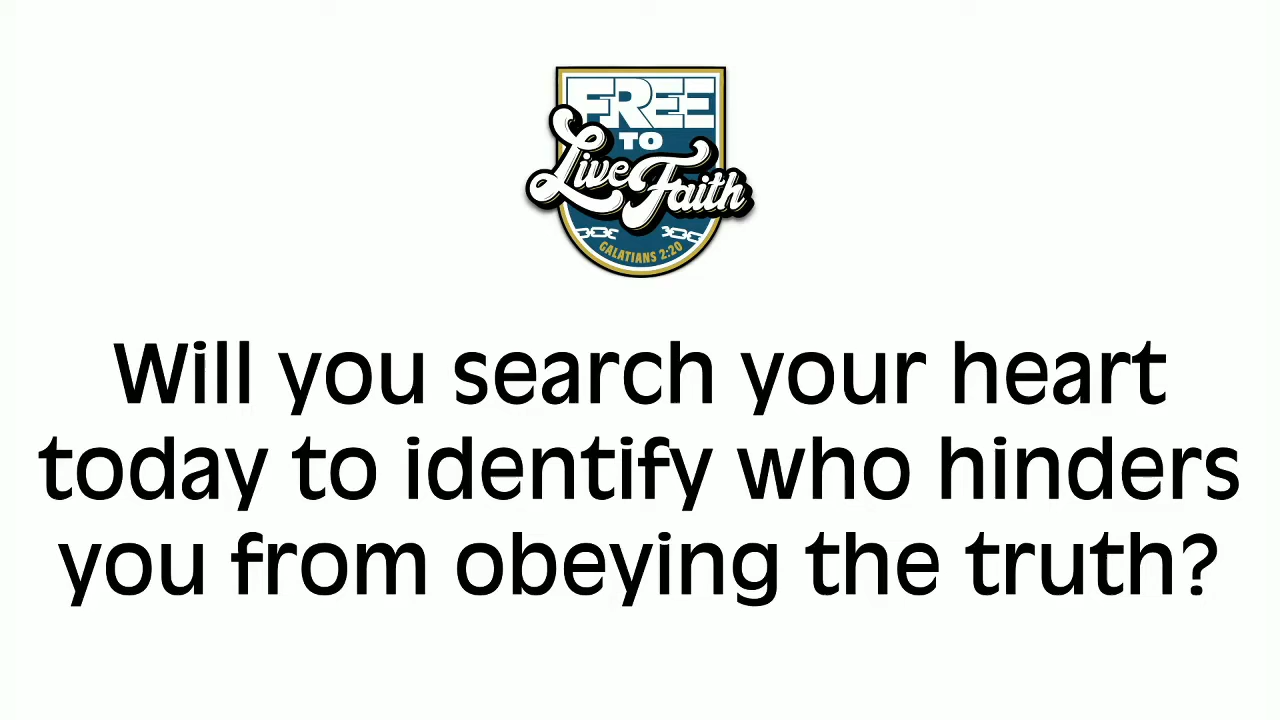 FREE
TO
Live Faith
GALATIANS 2:20
Will you search your heart
today to identify who hinders
you from obeying the truth?